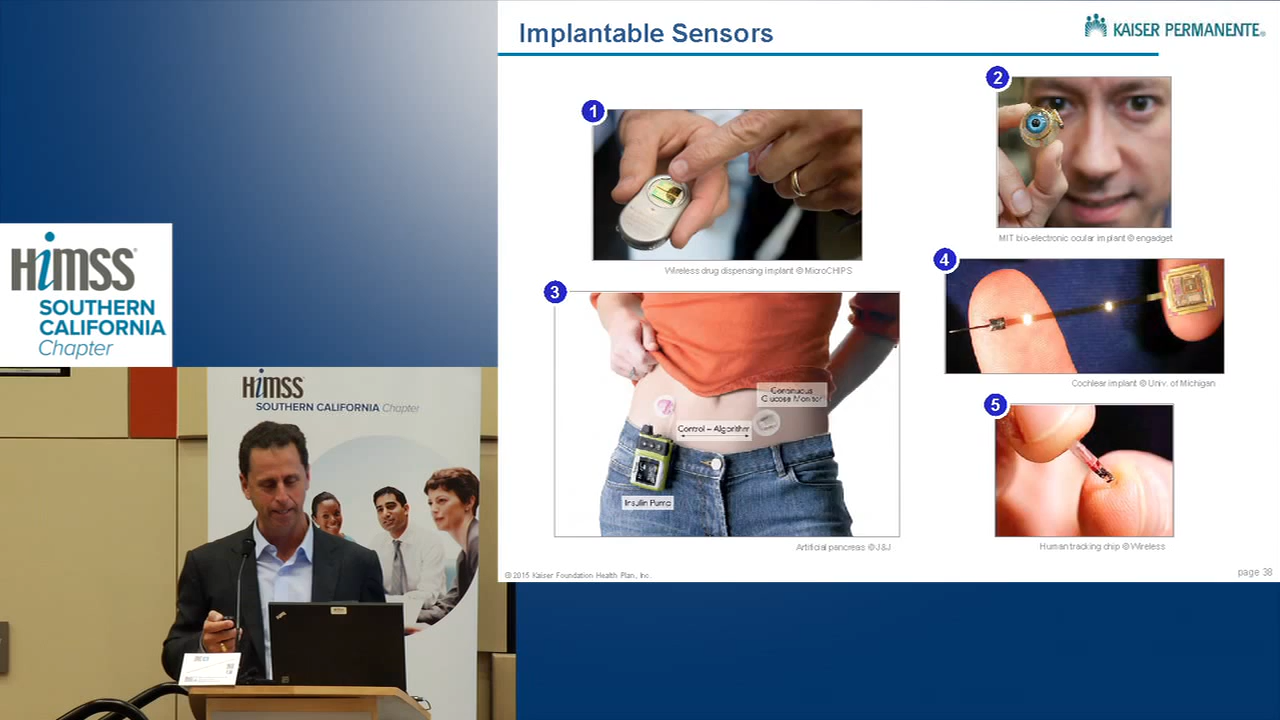 Implantable Sensors
KAISER PERMANENTE®
1
2
Wireless drug dispensing implant © MicroCHIPS
MIT bio-electronic ocular implant © engadget
3
4
Continuous
Glucose Monitor
Control – Algorithm
Insulin Pump
Artificial pancreas © J&J
Cochlear implant © Univ. of Michigan
5
Human tracking chip © Wireless
© 2015 Kaiser Foundation Health Plan, Inc.
page 38
HiMSS®
SOUTHERN
CALIFORNIA
Chapter
HiMSS
SOUTHERN CALIFORNIA Chapter